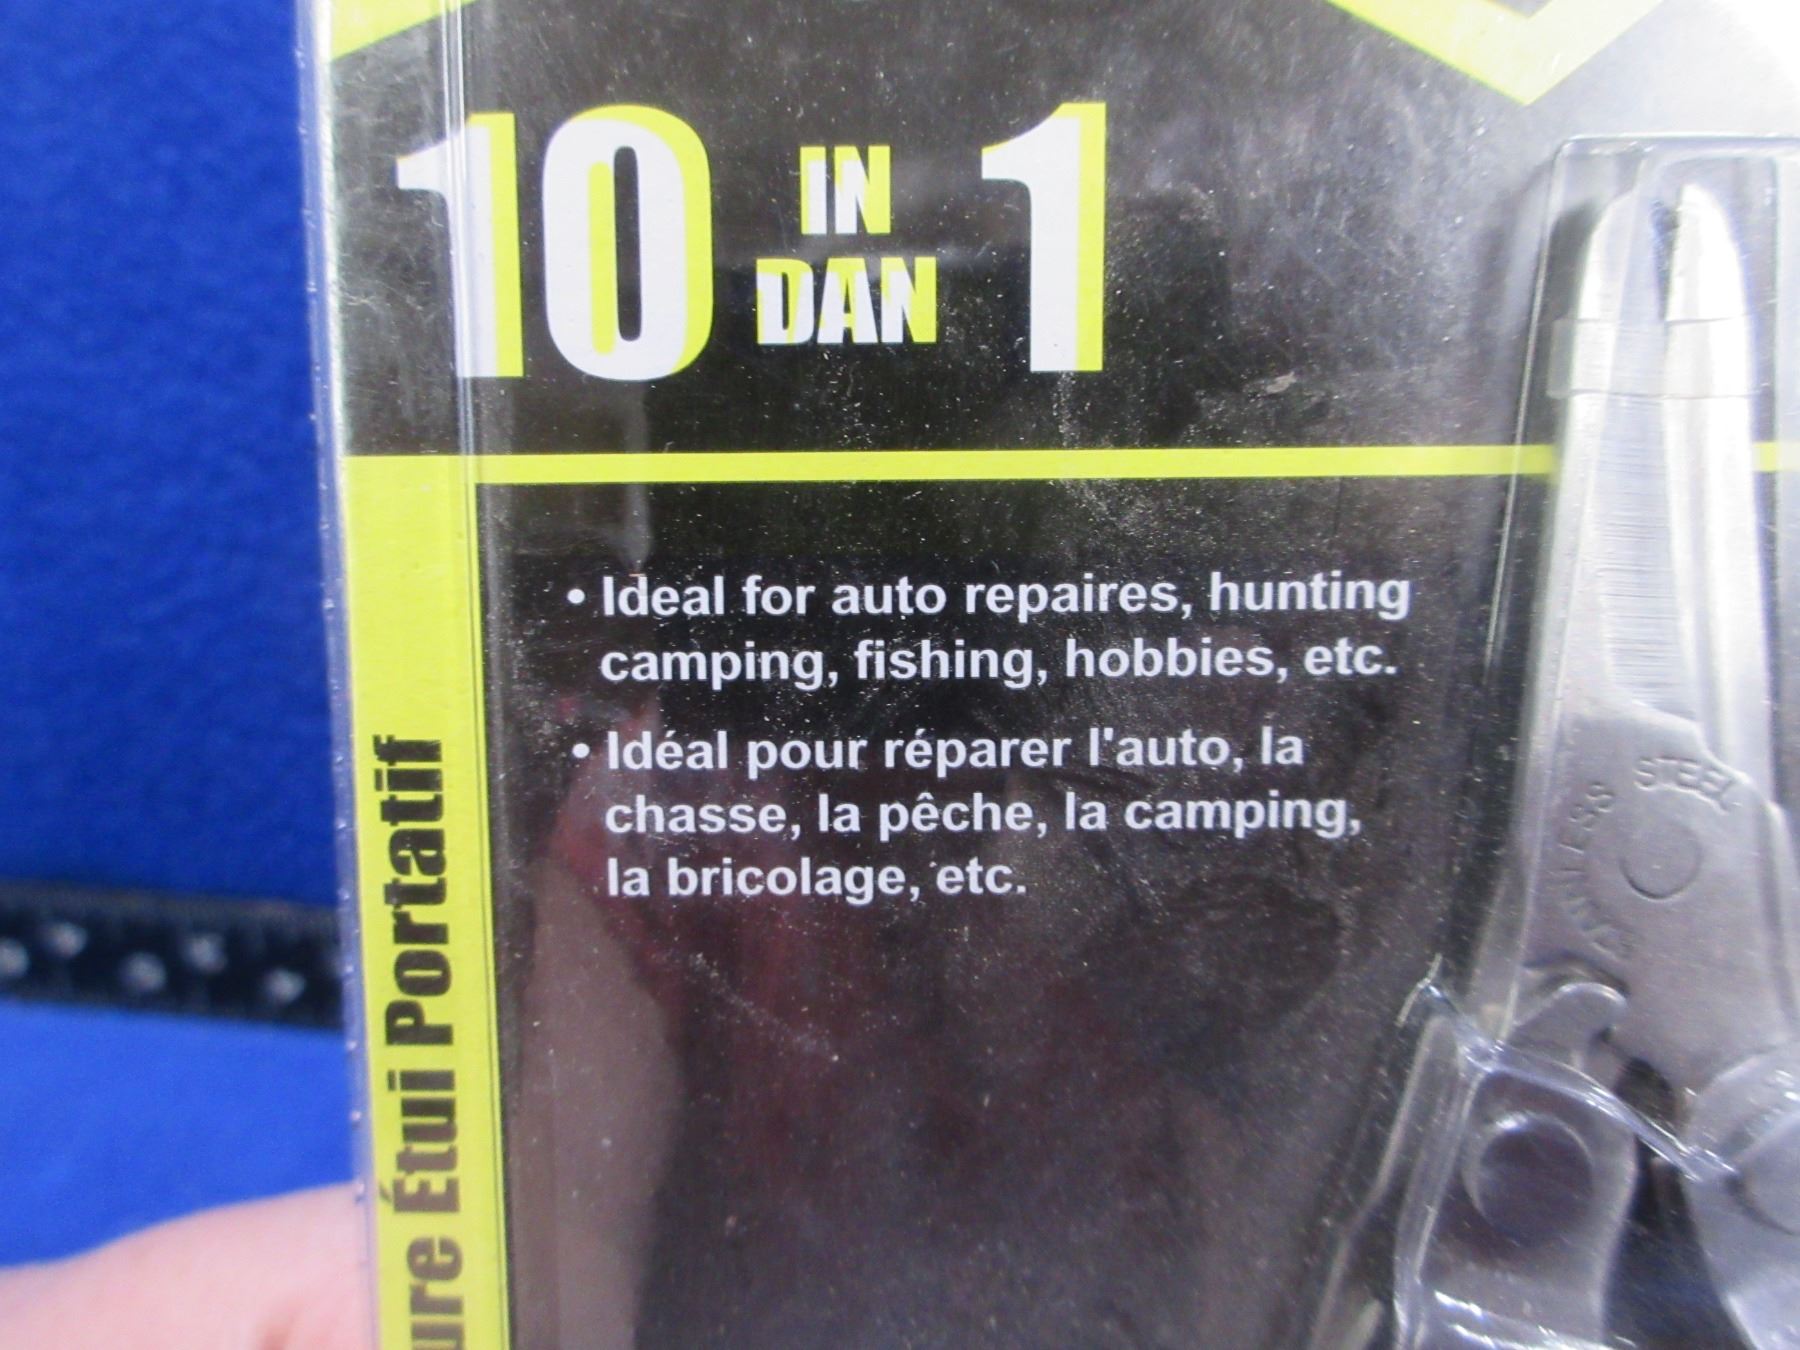 10 IN 1
DAN
• Ideal for auto repaires, hunting
camping, fishing, hobbies, etc.
• Idéal pour réparer l'auto, la
chasse, la pêche, la camping,
la bricolage, etc.
Étui Portatif
STEEL